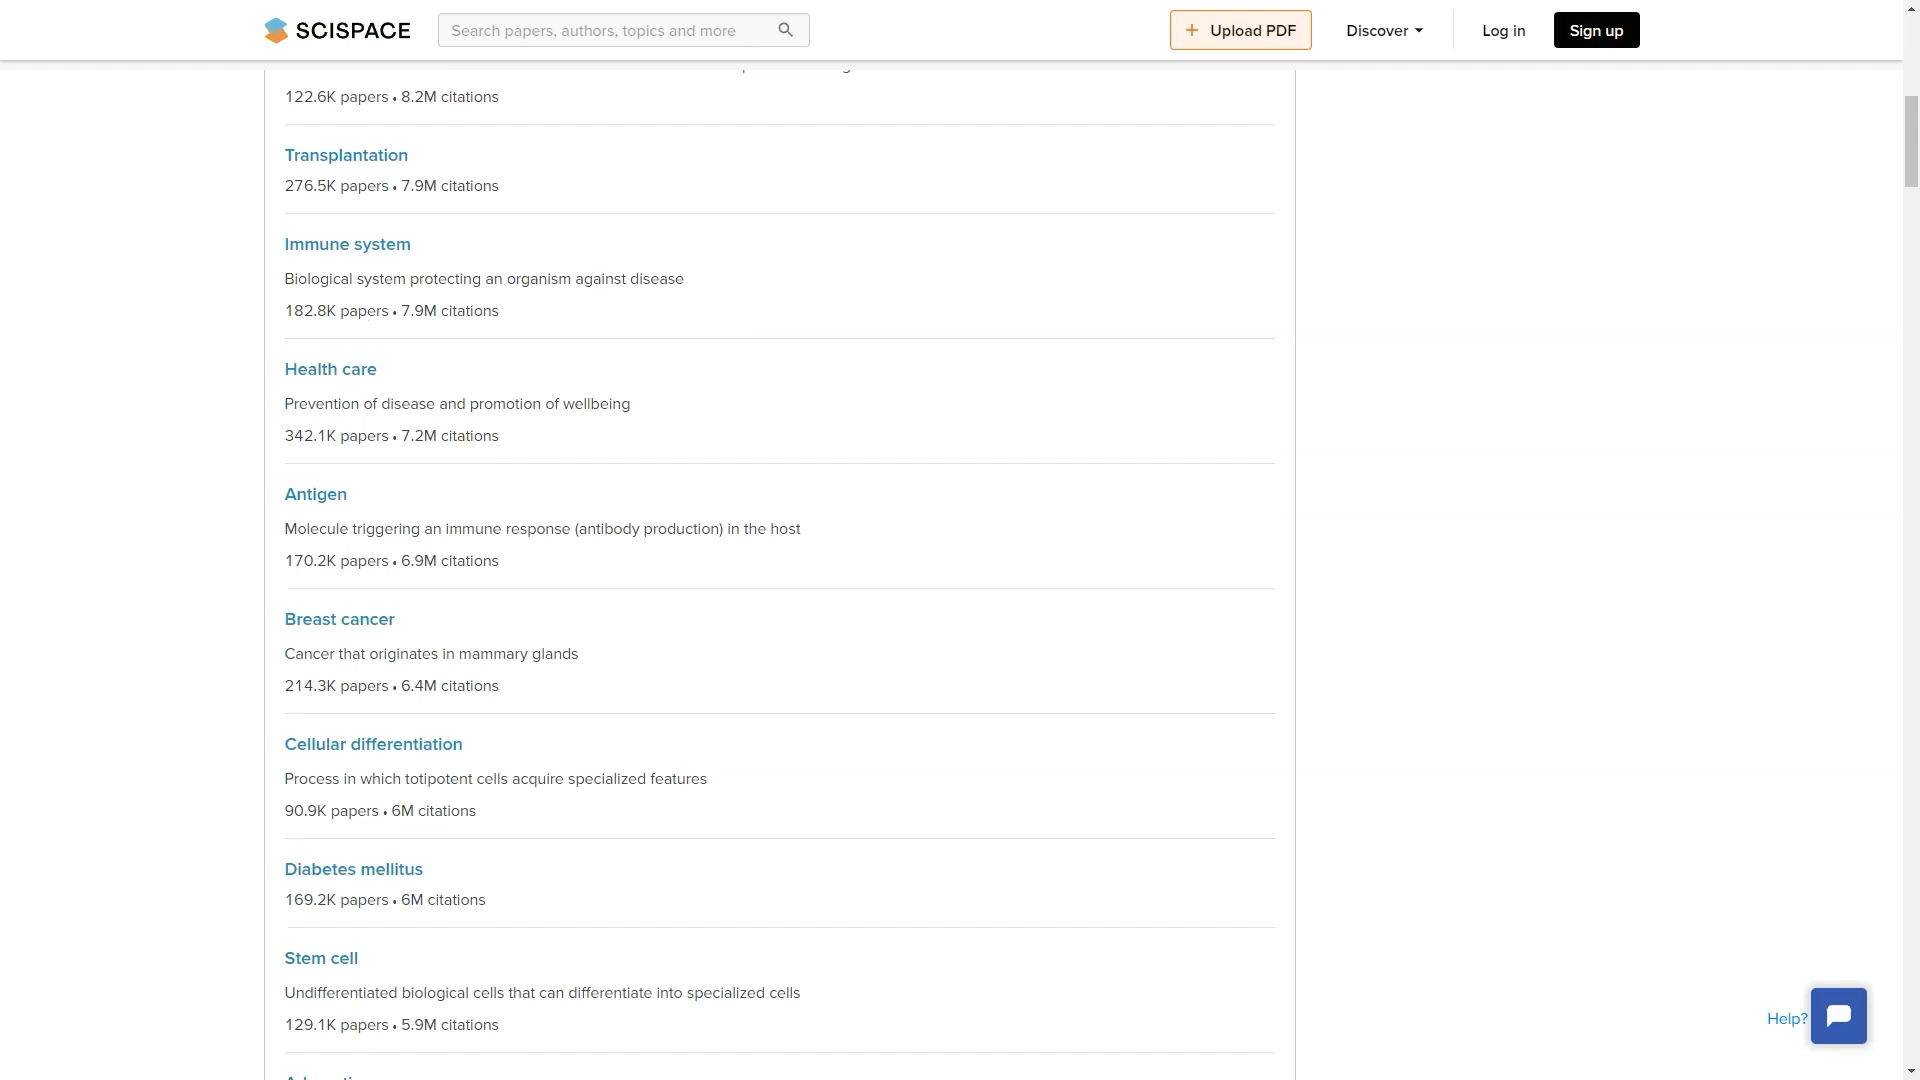 SCISPACE
Search papers, authors, topics and more
+ Upload PDF
Discover
Log in
Sign up
122.6K papers • 8.2M citations
Transplantation
276.5K papers • 7.9M citations
Immune system
Biological system protecting an organism against disease
182.8K papers • 7.9M citations
Health care
Prevention of disease and promotion of wellbeing
342.1K papers • 7.2M citations
Antigen
Molecule triggering an immune response (antibody production) in the host
170.2K papers • 6.9M citations
Breast cancer
Cancer that originates in mammary glands
214.3K papers • 6.4M citations
Cellular differentiation
Process in which totipotent cells acquire specialized features
90.9K papers • 6M citations
Diabetes mellitus
169.2K papers • 6M citations
Stem cell
Undifferentiated biological cells that can differentiate into specialized cells
129.1K papers • 5.9M citations
Help?